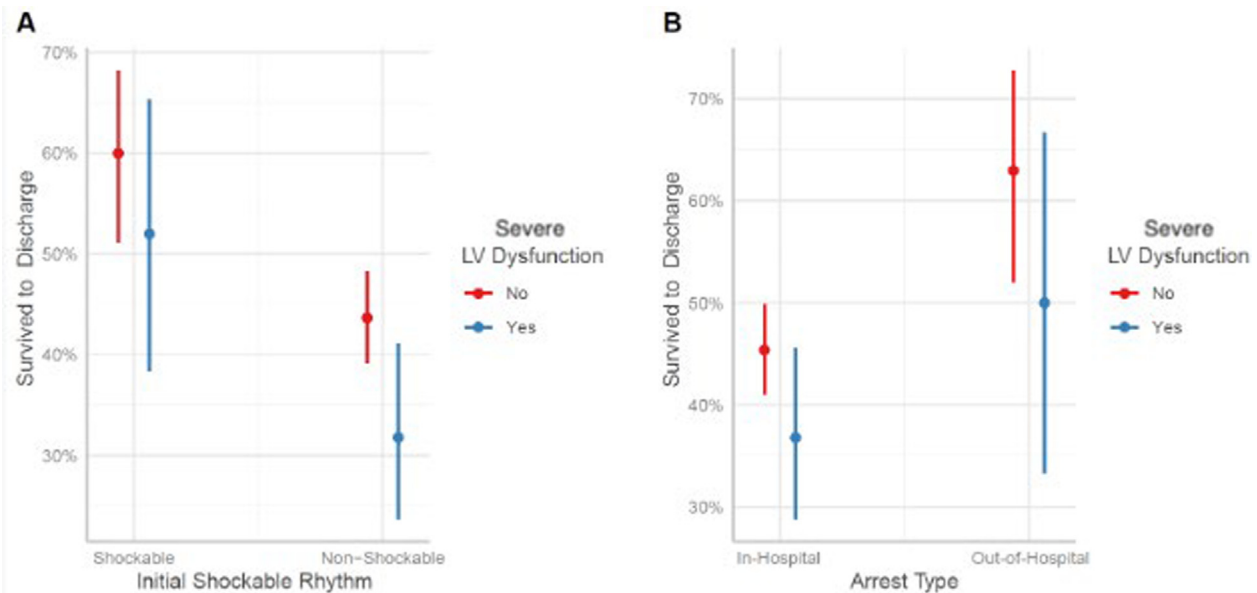 A
Survived to Discharge
70%
60%
50%
40%
30%
Shockable
Non-Shockable
Initial Shockable Rhythm
Severe
LV Dysfunction
No
Yes
B
Survived to Discharge
70%
60%
50%
40%
30%
In-Hospital
Out-of-Hospital
Arrest Type
Severe
LV Dysfunction
No
Yes